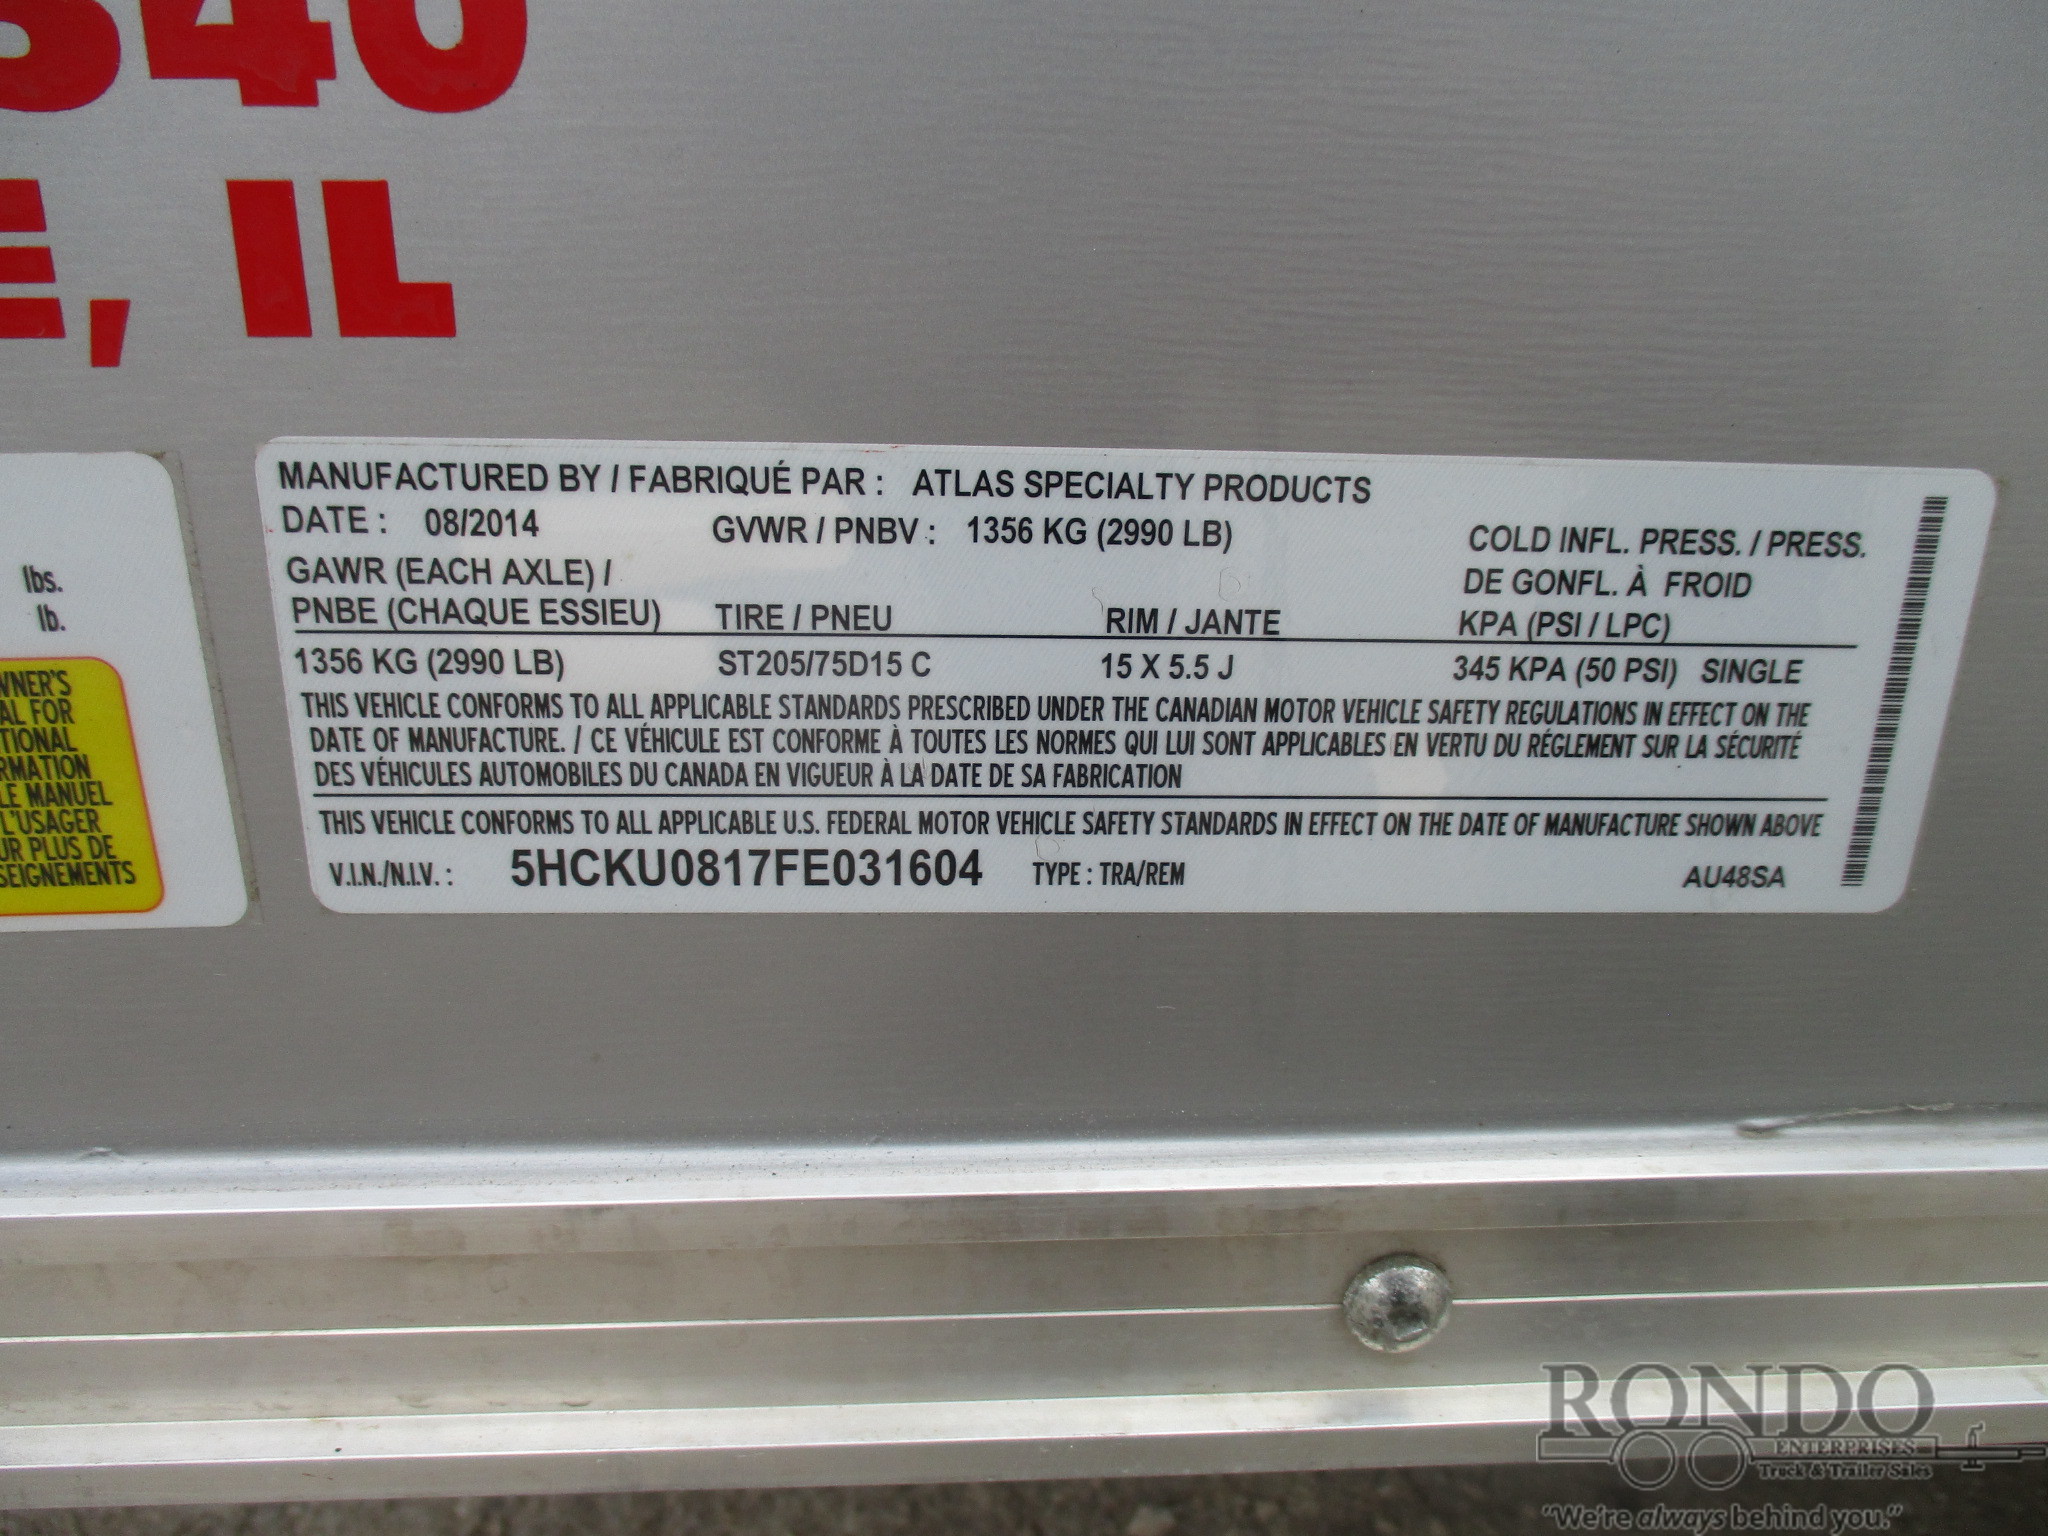 340
E, IL
lbs.
lb.
WNER'S
AL FOR
TIONAL
RMATION
LE MANUEL
L'USAGER
UR PLUS DE
SEIGNEMENTS
MANUFACTURED BY / FABRIQUÉ PAR : ATLAS SPECIALTY PRODUCTS
DATE : 08/2014 GVWR / PNBV : 1356 KG (2990 LB)
COLD INFL. PRESS. / PRESS.
GAWR (EACH AXLE) / DE GONFL. À FROID
PNBE (CHAQUE ESSIEU) TIRE / PNEU RIM / JANTE KPA (PSI / LPC)
1356 KG (2990 LB) ST205/75D15 C 15 X 5.5 J 345 KPA (50 PSI) SINGLE
THIS VEHICLE CONFORMS TO ALL APPLICABLE STANDARDS PRESCRIBED UNDER THE CANADIAN MOTOR VEHICLE SAFETY REGULATIONS IN EFFECT ON THE
DATE OF MANUFACTURE. / CE VÉHICULE EST CONFORME À TOUTES LES NORMES QUI LUI SONT APPLICABLES EN VERTU DU RÉGLEMENT SUR LA SÉCURITÉ
DES VÉHICULES AUTOMOBILES DU CANADA EN VIGUEUR À LA DATE DE SA FABRICATION
THIS VEHICLE CONFORMS TO ALL APPLICABLE U.S. FEDERAL MOTOR VEHICLE SAFETY STANDARDS IN EFFECT ON THE DATE OF MANUFACTURE SHOWN ABOVE
V.I.N./N.I.V. : 5HCKU0817FE031604 TYPE : TRA/REM AU48SA
RONDO
ENTERPRISES
Truck & Trailer Sales
"We're always behind you."